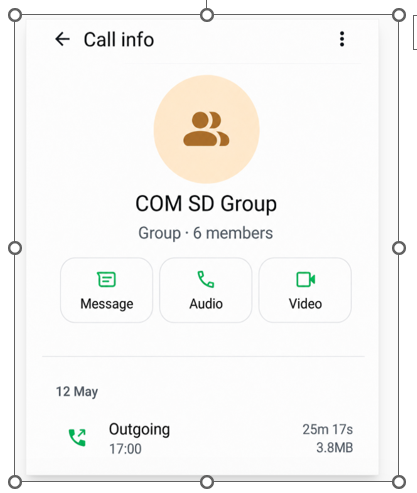 Call info
COM SD Group
Group · 6 members
Message Audio Video
12 May
Outgoing 25m 17s
17:00 3.8MB